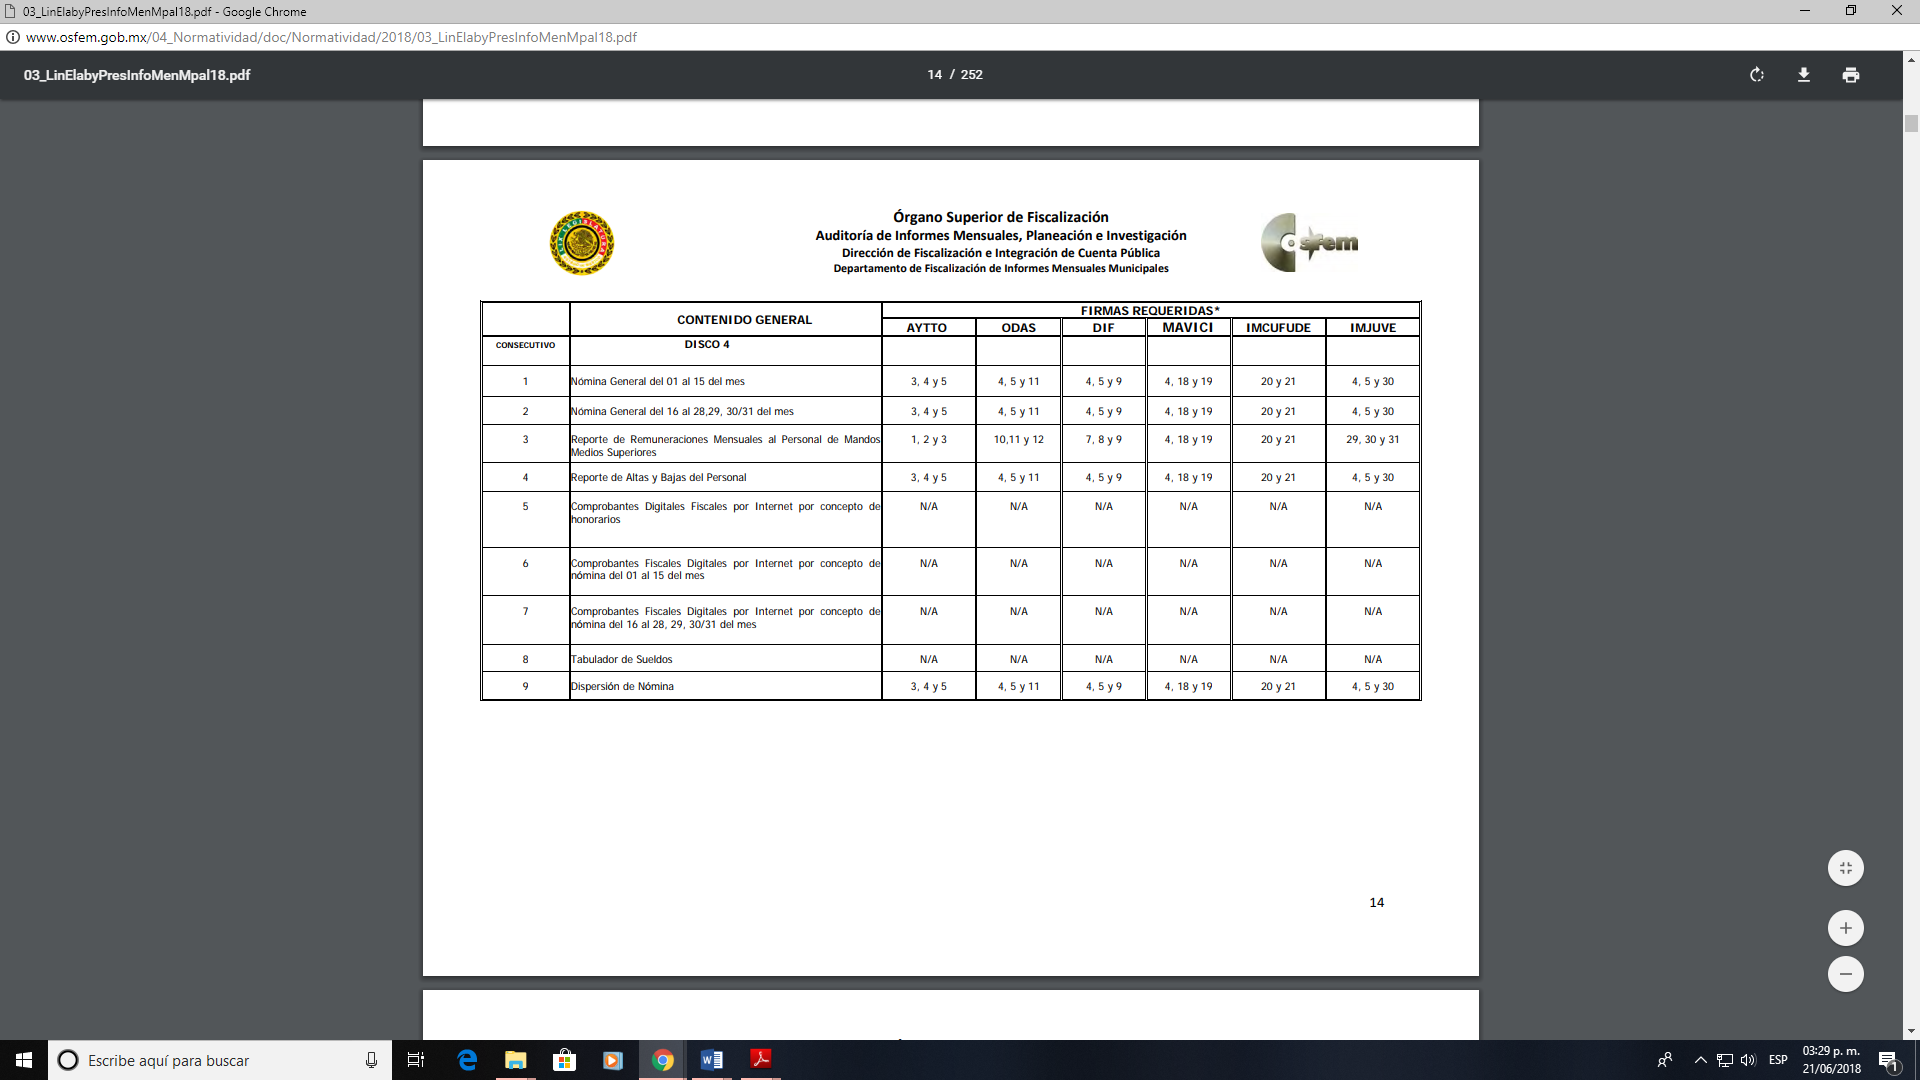 03_LinElabyPresInfoMenMpal18.pdf - Google Chrome
www.osfem.gob.mx/04_Normatividad/doc/Normatividad/2018/03_LinElabyPresInfoMenMpal18.pdf
03_LinElabyPresInfoMenMpal18.pdf
14 / 252
Órgano Superior de Fiscalización
Auditoría de Informes Mensuales, Planeación e Investigación
Dirección de Fiscalización e Integración de Cuenta Pública
Departamento de Fiscalización de Informes Mensuales Municipales
osfem
CONTENIDO GENERAL
FIRMAS REQUERIDAS*
AYTTO ODAS DIF MAVICI IMCUFUDE IMJUVE
CONSECUTIVO DISCO 4
1 Nómina General del 01 al 15 del mes 3, 4 y 5 4, 5 y 11 4, 5 y 9 4, 18 y 19 20 y 21 4, 5 y 30
2 Nómina General del 16 al 28,29, 30/31 del mes 3, 4 y 5 4, 5 y 11 4, 5 y 9 4, 18 y 19 20 y 21 4, 5 y 30
3 Reporte de Remuneraciones Mensuales al Personal de Mandos 1, 2 y 3 10,11 y 12 7, 8 y 9 4, 18 y 19 20 y 21 29, 30 y 31
Medios Superiores
4 Reporte de Altas y Bajas del Personal 3, 4 y 5 4, 5 y 11 4, 5 y 9 4, 18 y 19 20 y 21 4, 5 y 30
5 Comprobantes Digitales Fiscales por Internet por concepto de N/A N/A N/A N/A N/A N/A
honorarios
6 Comprobantes Fiscales Digitales por Internet por concepto de N/A N/A N/A N/A N/A N/A
nómina del 01 al 15 del mes
7 Comprobantes Fiscales Digitales por Internet por concepto de N/A N/A N/A N/A N/A N/A
nómina del 16 al 28, 29, 30/31 del mes
8 Tabulador de Sueldos N/A N/A N/A N/A N/A N/A
9 Dispersión de Nómina 3, 4 y 5 4, 5 y 11 4, 5 y 9 4, 18 y 19 20 y 21 4, 5 y 30
14
Escribe aquí para buscar
ESP
03:29 p. m.
21/06/2018
1